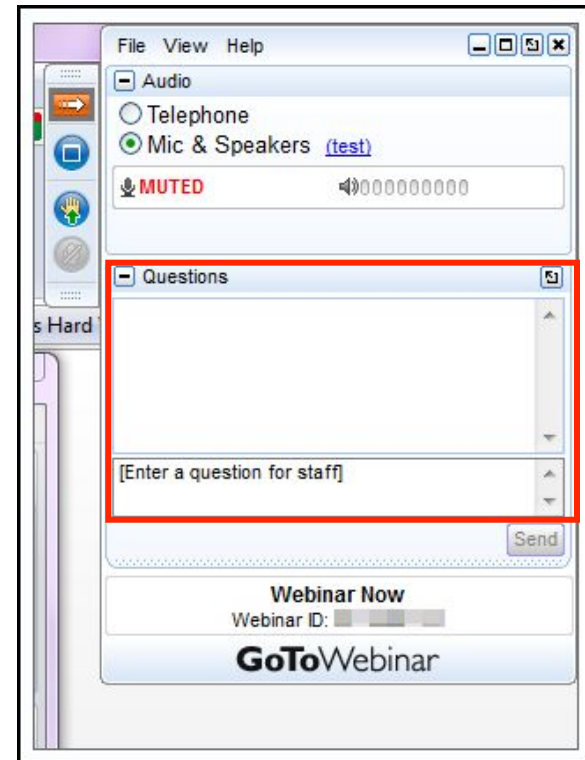 File View Help
Audio
Telephone
Mic & Speakers (test)
MUTED 000000000
Questions
s Hard
[Enter a question for staff]
Send
Webinar Now
Webinar ID:
GoToWebinar